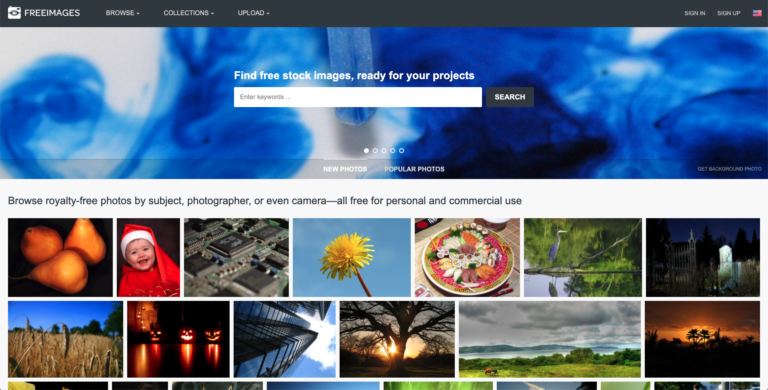 FREEIMAGES
BROWSE
COLLECTIONS
UPLOAD
SIGN IN
SIGN UP
Find free stock images, ready for your projects
Enter keywords ...
SEARCH
NEW PHOTOS
POPULAR PHOTOS
GET BACKGROUND PHOTO
Browse royalty-free photos by subject, photographer, or even camera—all free for personal and commercial use